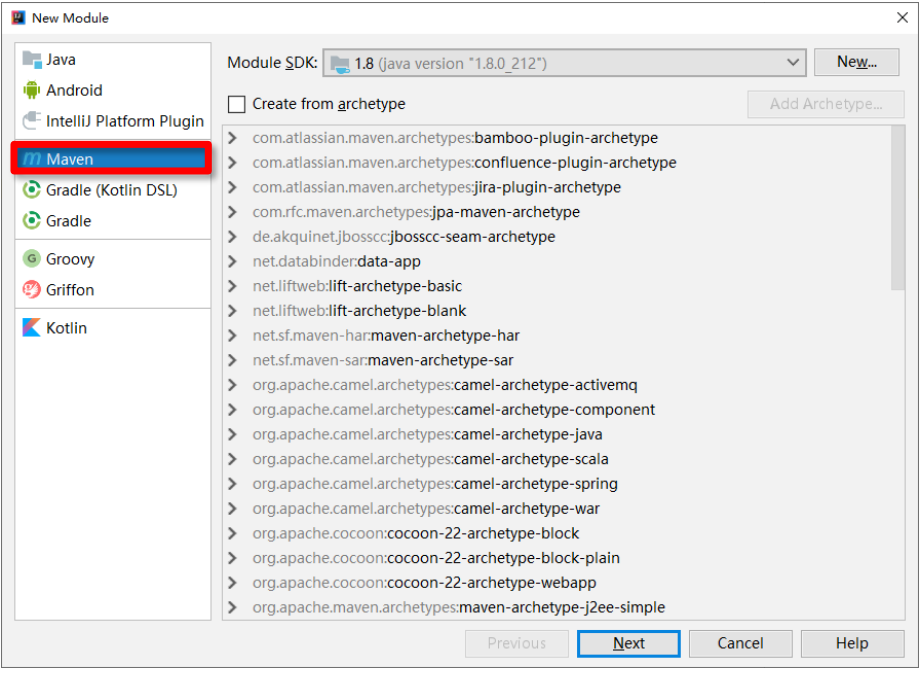 New Module
Java
Android
IntelliJ Platform Plugin
Maven
Gradle (Kotlin DSL)
Gradle
Groovy
Griffon
Kotlin
Module SDK: 1.8 (java version "1.8.0_212") New...
Create from archetype Add Archetype...
com.atlassian.maven.archetypes:bamboo-plugin-archetype
com.atlassian.maven.archetypes:confluence-plugin-archetype
com.atlassian.maven.archetypes:jira-plugin-archetype
com.rfc.maven.archetypes:jpa-maven-archetype
de.akquinet.jbosscc:jbosscc-seam-archetype
net.databinder:data-app
net.liftweb:lift-archetype-basic
net.liftweb:lift-archetype-blank
net.sf.maven-har:maven-archetype-har
net.sf.maven-sar:maven-archetype-sar
org.apache.camel.archetypes:camel-archetype-activemq
org.apache.camel.archetypes:camel-archetype-component
org.apache.camel.archetypes:camel-archetype-java
org.apache.camel.archetypes:camel-archetype-scala
org.apache.camel.archetypes:camel-archetype-spring
org.apache.camel.archetypes:camel-archetype-war
org.apache.cocoon:cocoon-22-archetype-block
org.apache.cocoon:cocoon-22-archetype-block-plain
org.apache.cocoon:cocoon-22-archetype-webapp
org.apache.maven.archetypes:maven-archetype-j2ee-simple
Previous Next Cancel Help